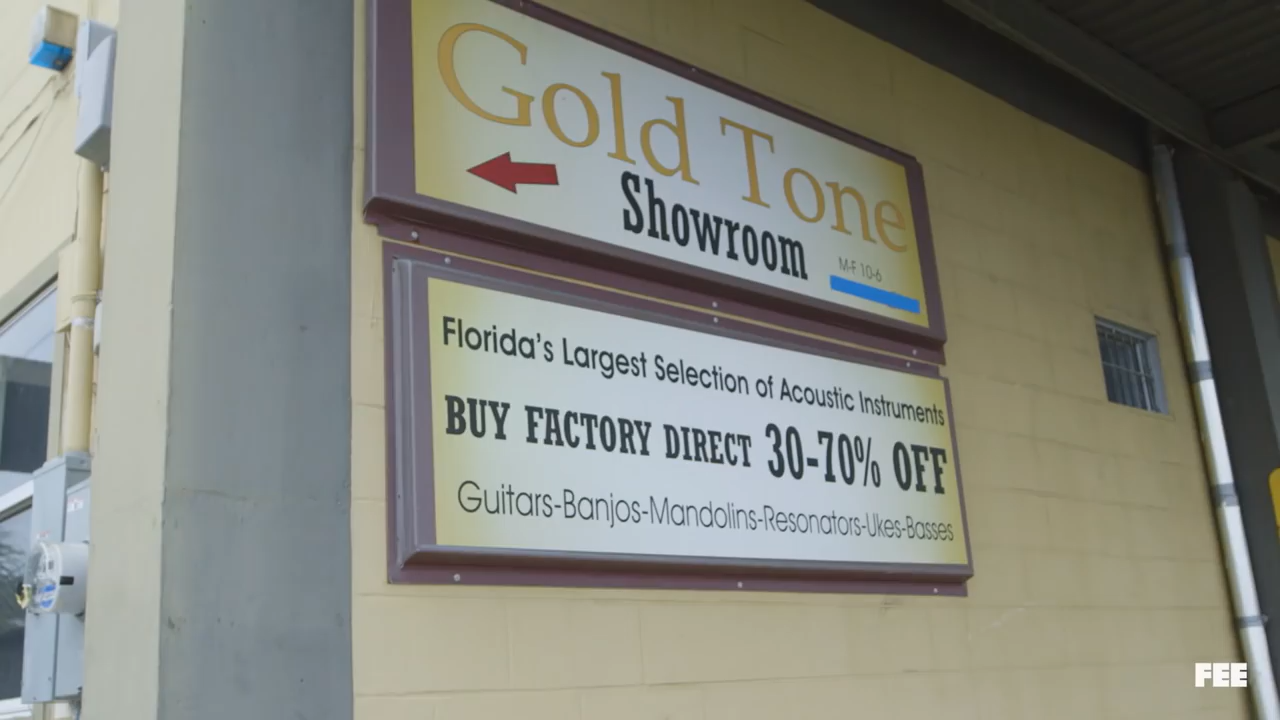 Gold Tone
Showroom
M-F 10-6
Florida's Largest Selection of Acoustic Instruments
BUY FACTORY DIRECT 30-70% OFF
Guitars-Banjos-Mandolins-Resonators-Ukes-Basses
FEE